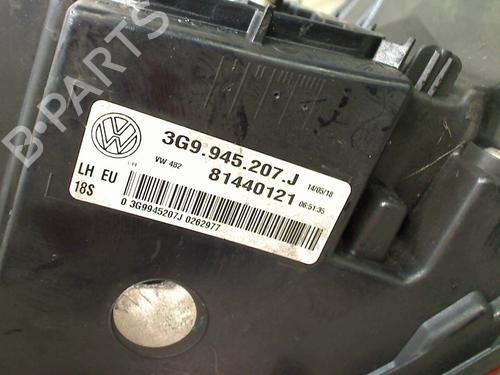 B-PARTS
3G9.945.207.J 14/05/18
LH VW 482 81440121 06:51:35
LH EU
18S
0 3G9945207J 0262977